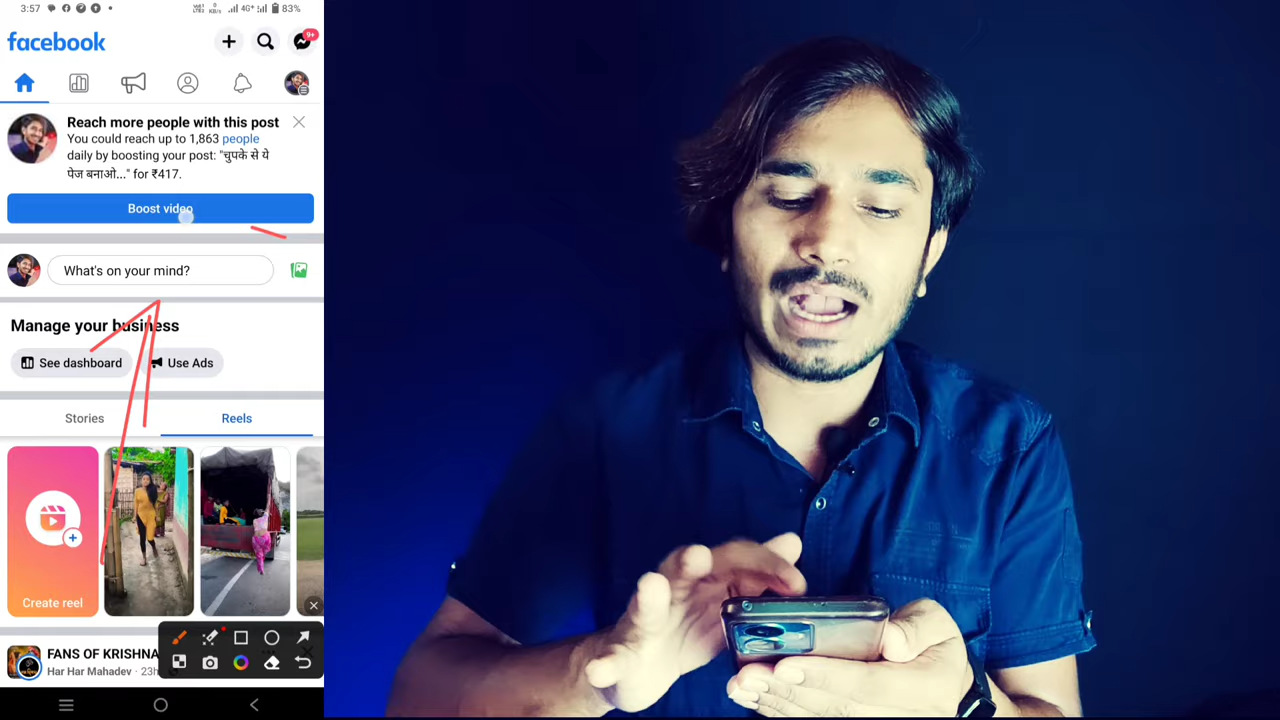 3:57
4G+
83%
facebook
9+
Reach more people with this post
You could reach up to 1,863 people
daily by boosting your post: "चुपके से ये
पेज बनाओ..." for ₹417.
Boost video
What's on your mind?
Manage your business
See dashboard
Use Ads
Stories
Reels
Create reel
FANS OF KRISHNA
Har Har Mahadev · 23h